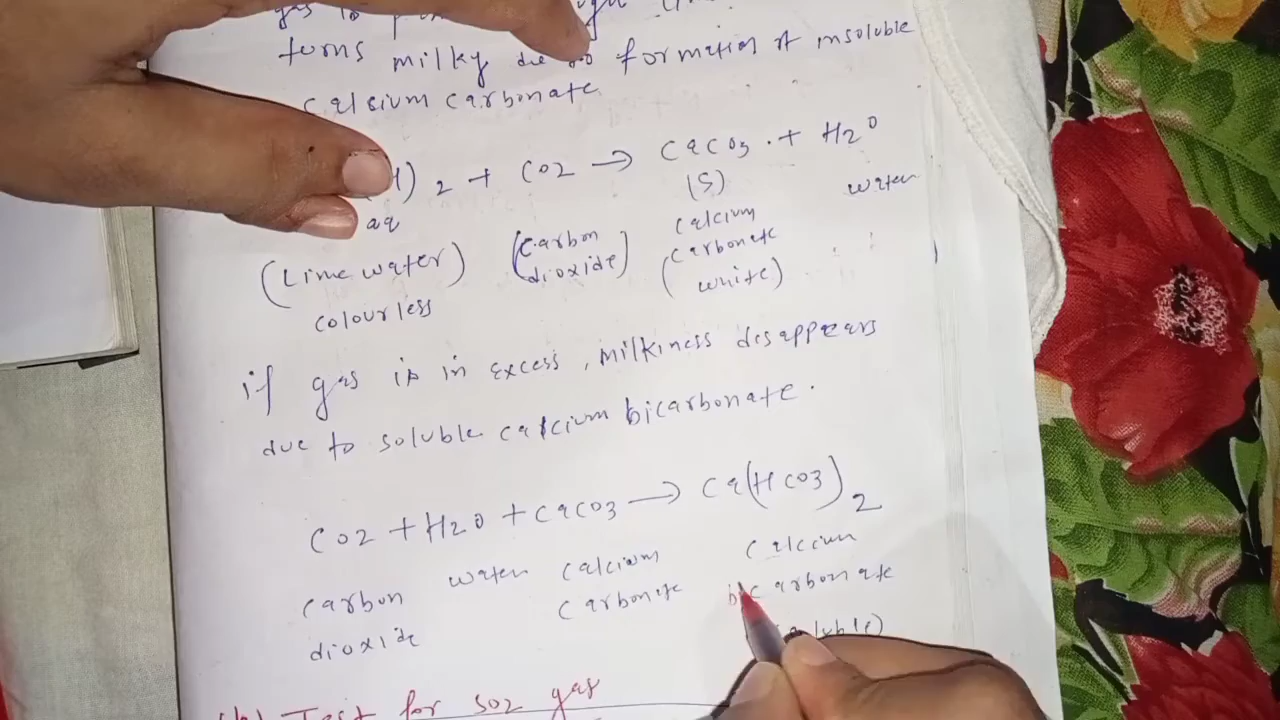 gas is
turns milky due to formation of insoluble
calcium carbonate
)2 + CO2 → CaCO3 . + H2O
aq (S) water
(Lime water) (carbon dioxide) (calcium carbonate white)
colourless
if gas is in excess, milkiness disappears
due to soluble calcium bicarbonate.
CO2 + H2O + CaCO3 → Ca(HCO3)2
carbon dioxide water calcium carbonate calcium bicarbonate
Test for SO2 gas